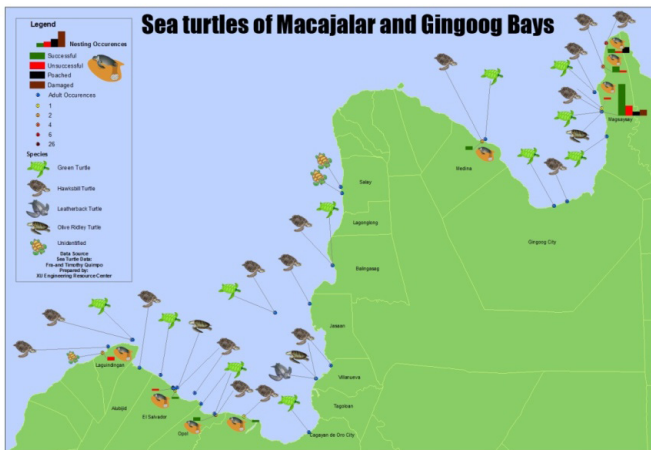 Sea turtles of Macajalar and Gingoog Bays
Legend
Nesting Occurences
Successful
Unsuccessful
Poached
Damaged
Adult Occurences
1
2
4
6
26
Species
Green Turtle
Hawksbill Turtle
Leatherback Turtle
Olive Ridley Turtle
Unidentified
Data Source
Sea Turtle Data:
Fra-and Timothy Quimpo
Prepared by:
XU Engineering Resource Center
Magsaysay
Medina
Gingoog City
Salay
Lagonglong
Balingasag
Jasaan
Villanueva
Tagoloan
Cagayan de Oro City
Laguindingan
Alubijid
El Salvador
Opol